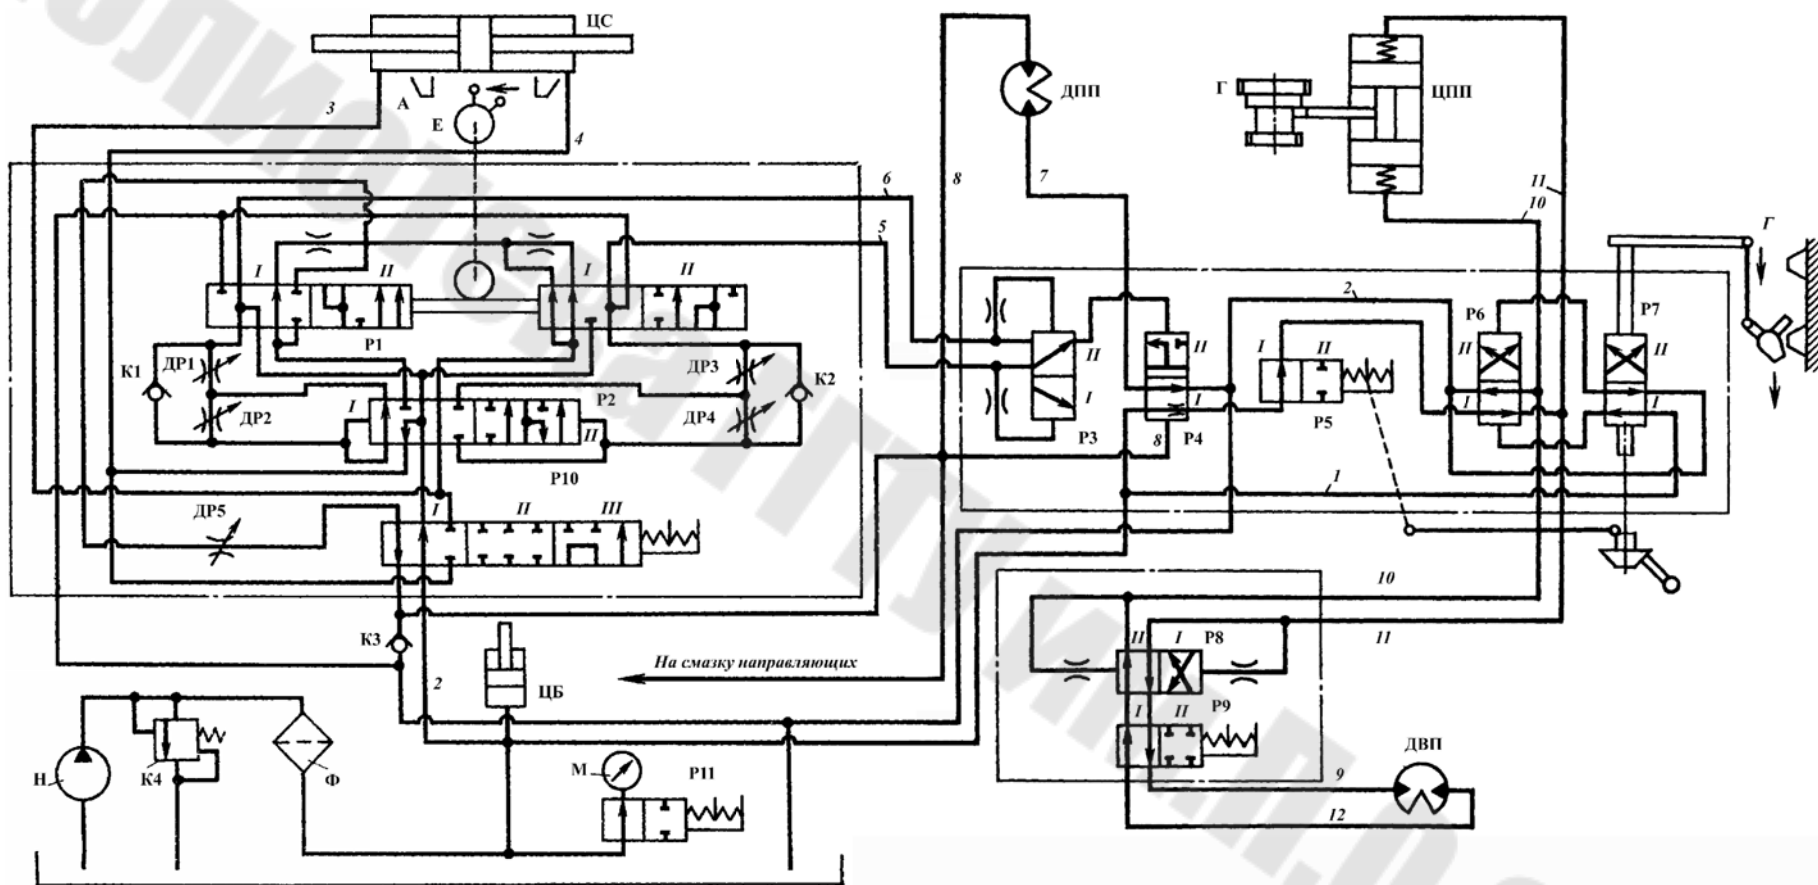 ЦС
А
Е
3
4
6
5
8
7
ДПП
Г
ЦПП
11
10
Г
I
II
I
II
Р1
К1
ДР1
ДР2
I
Р2
II
Р10
ДР3
ДР4
К2
II
I
Р3
II
I
8
Р4
2
I
II
Р5
Р6
II
I
Р7
II
I
1
ДР5
I
II
III
К3
2
ЦБ
На смазку направляющих
10
11
II
I
Р8
Р9
I
II
9
12
ДВП
Н
К4
Ф
М
Р11